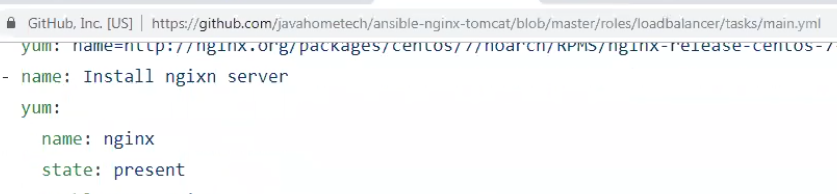 GitHub, Inc. [US] | https://github.com/javahometech/ansible-nginx-tomcat/blob/master/roles/loadbalancer/tasks/main.yml
yum: name=http://nginx.org/packages/centos/7/noarch/RPMS/nginx-release-centos-7-
- name: Install ngixn server
yum:
name: nginx
state: present